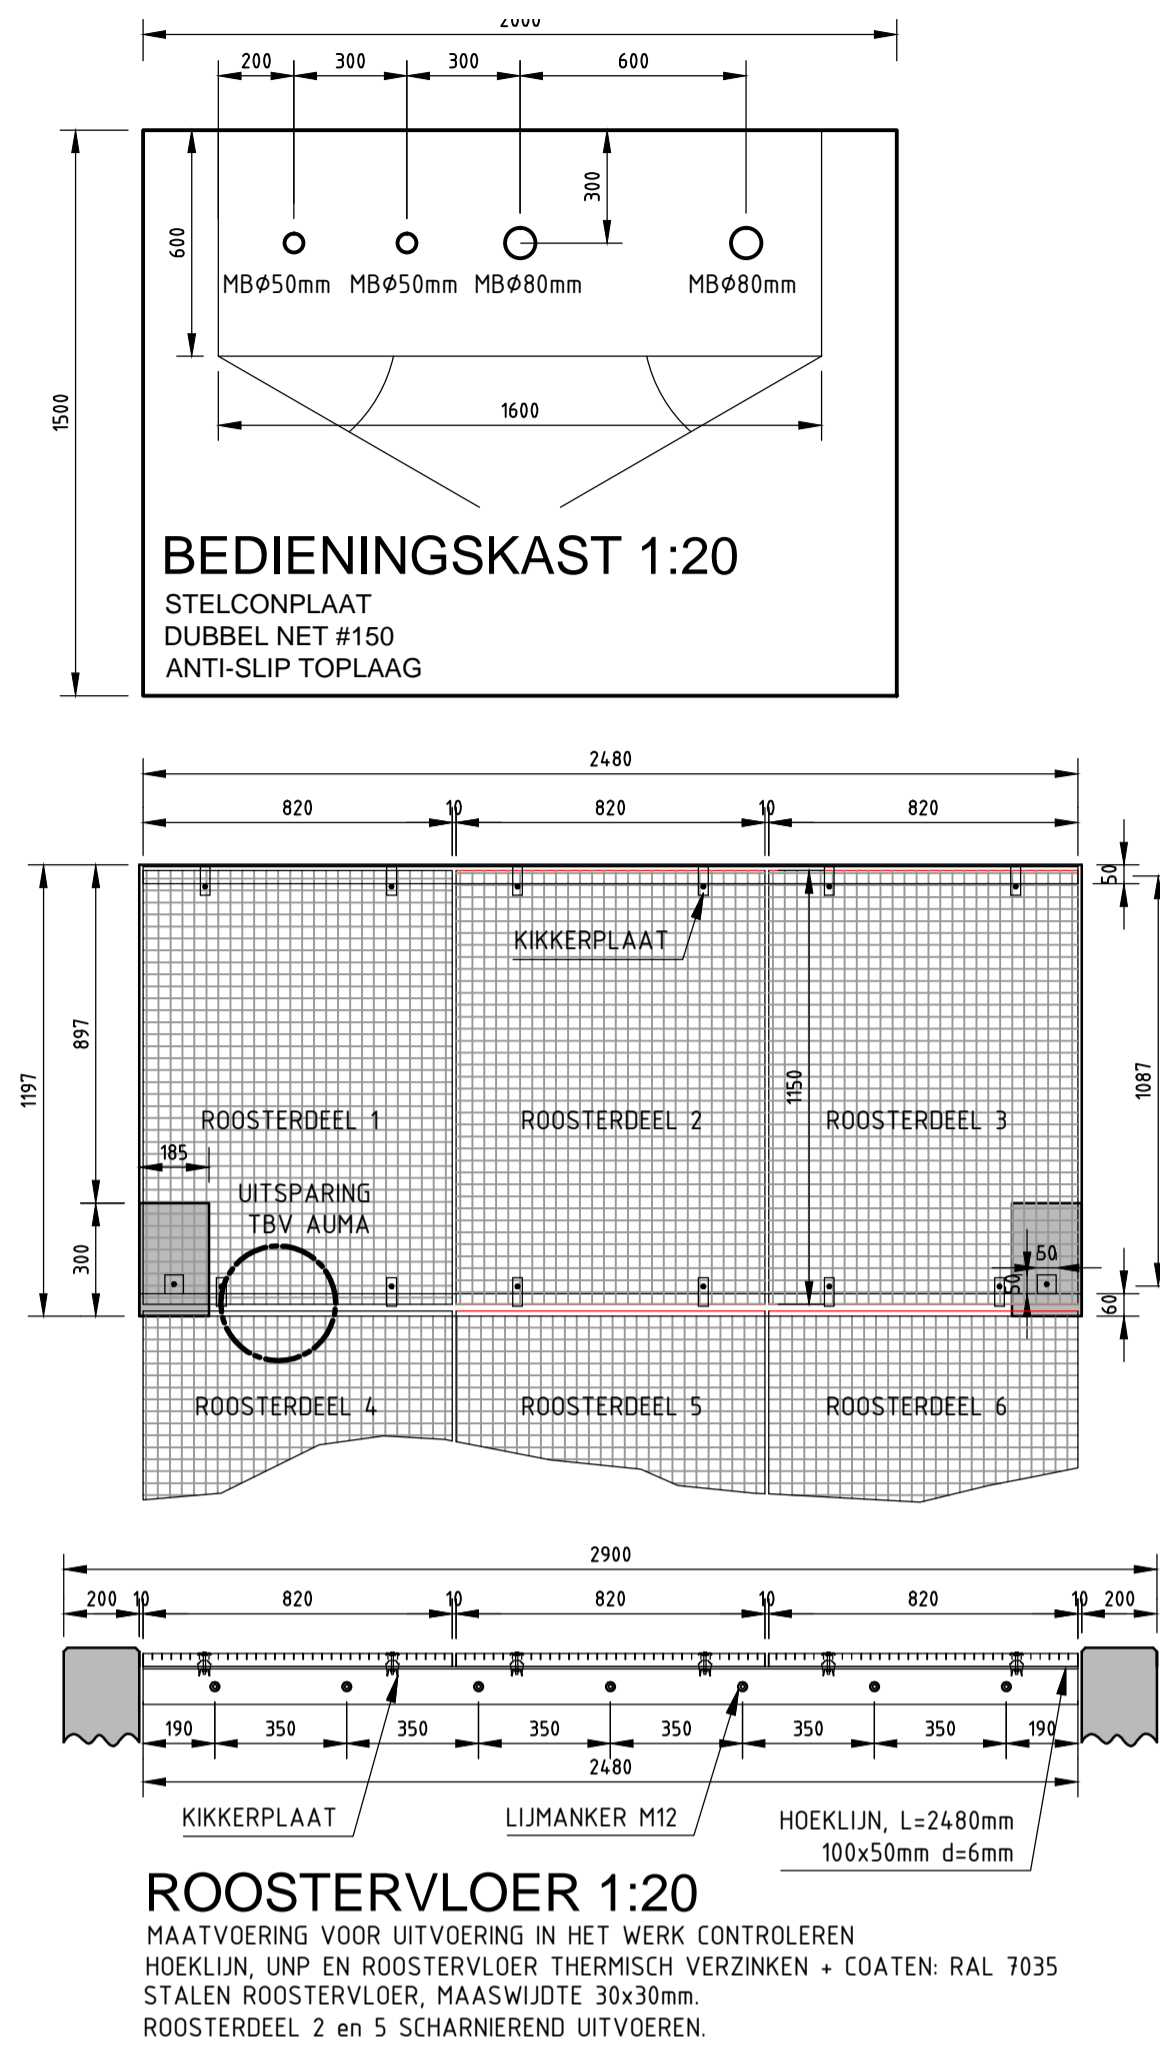 2000
200 300 300 600
300
600
1500
MBØ50mm MBØ50mm MBØ80mm MBØ80mm
1600
BEDIENINGSKAST 1:20
STELCONPLAAT
DUBBEL NET #150
ANTI-SLIP TOPLAAG
2480
820 10 820 10 820
50
KIKKERPLAAT
897
1197
1150
1087
ROOSTERDEEL 1 ROOSTERDEEL 2 ROOSTERDEEL 3
185
UITSPARING
TBV AUMA
300
50
50
60
ROOSTERDEEL 4 ROOSTERDEEL 5 ROOSTERDEEL 6
2900
200 10 820 10 820 10 820 10 200
190 350 350 350 350 350 350 190
2480
KIKKERPLAAT
LIJMANKER M12
HOEKLIJN, L=2480mm
100x50mm d=6mm
ROOSTERVLOER 1:20
MAATVOERING VOOR UITVOERING IN HET WERK CONTROLEREN
HOEKLIJN, UNP EN ROOSTERVLOER THERMISCH VERZINKEN + COATEN: RAL 7035
STALEN ROOSTERVLOER, MAASWIJDTE 30x30mm.
ROOSTERDEEL 2 en 5 SCHARNIEREND UITVOEREN.